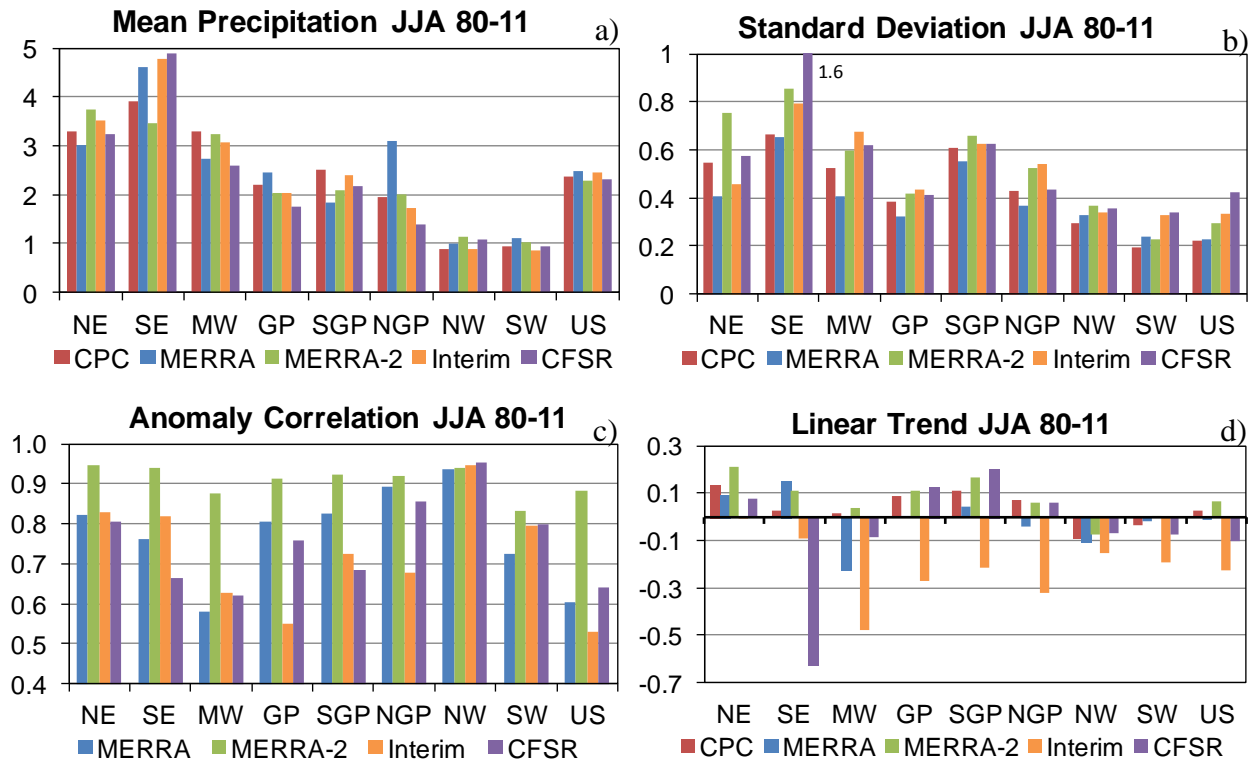 Mean Precipitation JJA 80-11
a)
5
4
3
2
1
0
NE SE MW GP SGP NGP NW SW US
CPC MERRA MERRA-2 Interim CFSR
Standard Deviation JJA 80-11
b)
1.6
1
0.8
0.6
0.4
0.2
0
NE SE MW GP SGP NGP NW SW US
CPC MERRA MERRA-2 Interim CFSR
Anomaly Correlation JJA 80-11
c)
1.0
0.9
0.8
0.7
0.6
0.5
0.4
NE SE MW GP SGP NGP NW SW US
MERRA MERRA-2 Interim CFSR
Linear Trend JJA 80-11
d)
0.3
0.1
-0.1
-0.3
-0.5
-0.7
NE SE MW GP SGP NGP NW SW US
CPC MERRA MERRA-2 Interim CFSR